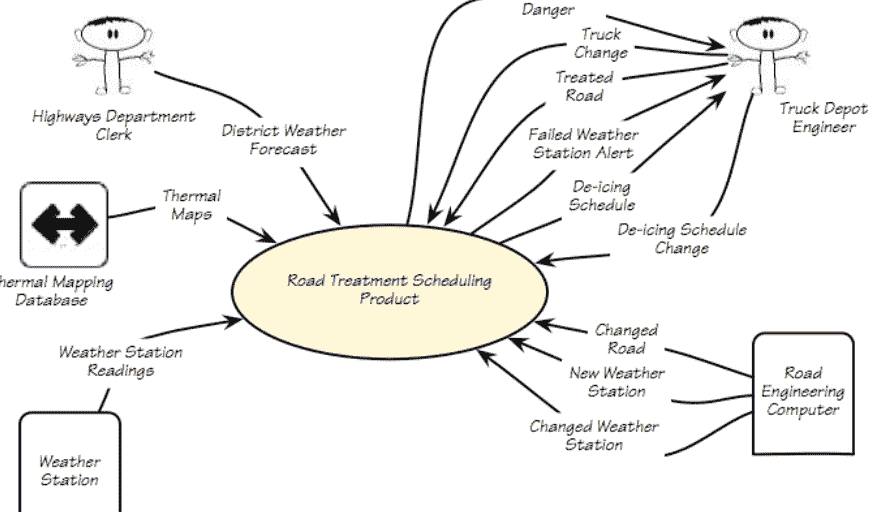 Danger
Truck
Change
Treated
Road
Highways Department
Clerk
Truck Depot
Engineer
District Weather
Forecast
Failed Weather
Station Alert
Thermal
Maps
De-icing
Schedule
De-icing Schedule
Change
hermal Mapping
Database
Road Treatment Scheduling
Product
Weather Station
Readings
Changed
Road
New Weather
Station
Changed Weather
Station
Road
Engineering
Computer
Weather
Station